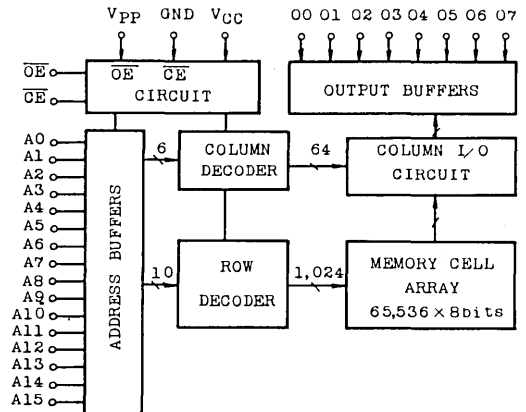 VPP GND VCC
O0 O1 O2 O3 O4 O5 O6 O7
OE
CE
OE CE
CIRCUIT
OUTPUT BUFFERS
A0
A1
A2
A3
A4
A5
A6
A7
A8
A9
A10
A11
A12
A13
A14
A15
ADDRESS BUFFERS
6
COLUMN
DECODER
64
COLUMN I/O
CIRCUIT
10
ROW
DECODER
1,024
MEMORY CELL
ARRAY
65,536 × 8bits